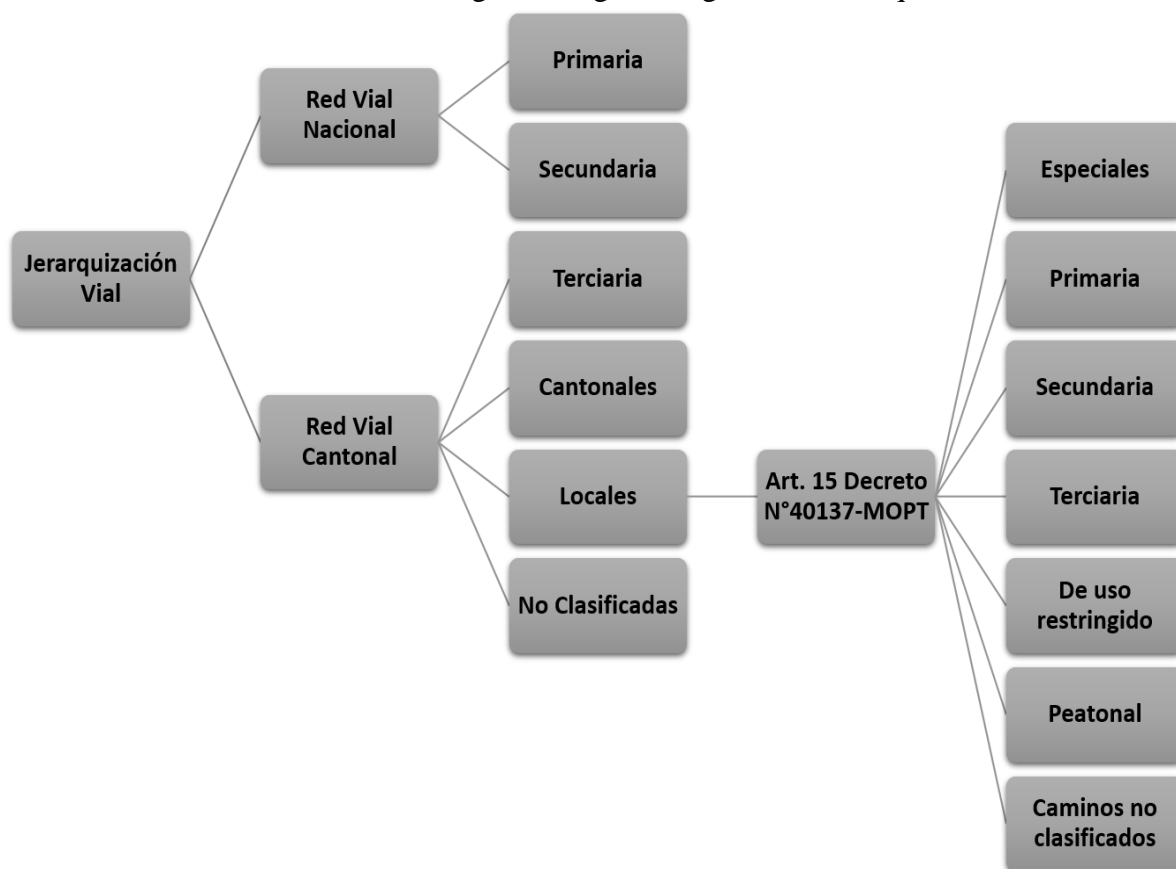 Primaria
Red Vial
Nacional
Secundaria
Especiales
Jerarquización
Vial
Terciaria
Primaria
Cantonales
Secundaria
Red Vial
Cantonal
Locales
Art. 15 Decreto
N°40137-MOPT
Terciaria
No Clasificadas
De uso
restringido
Peatonal
Caminos no
clasificados